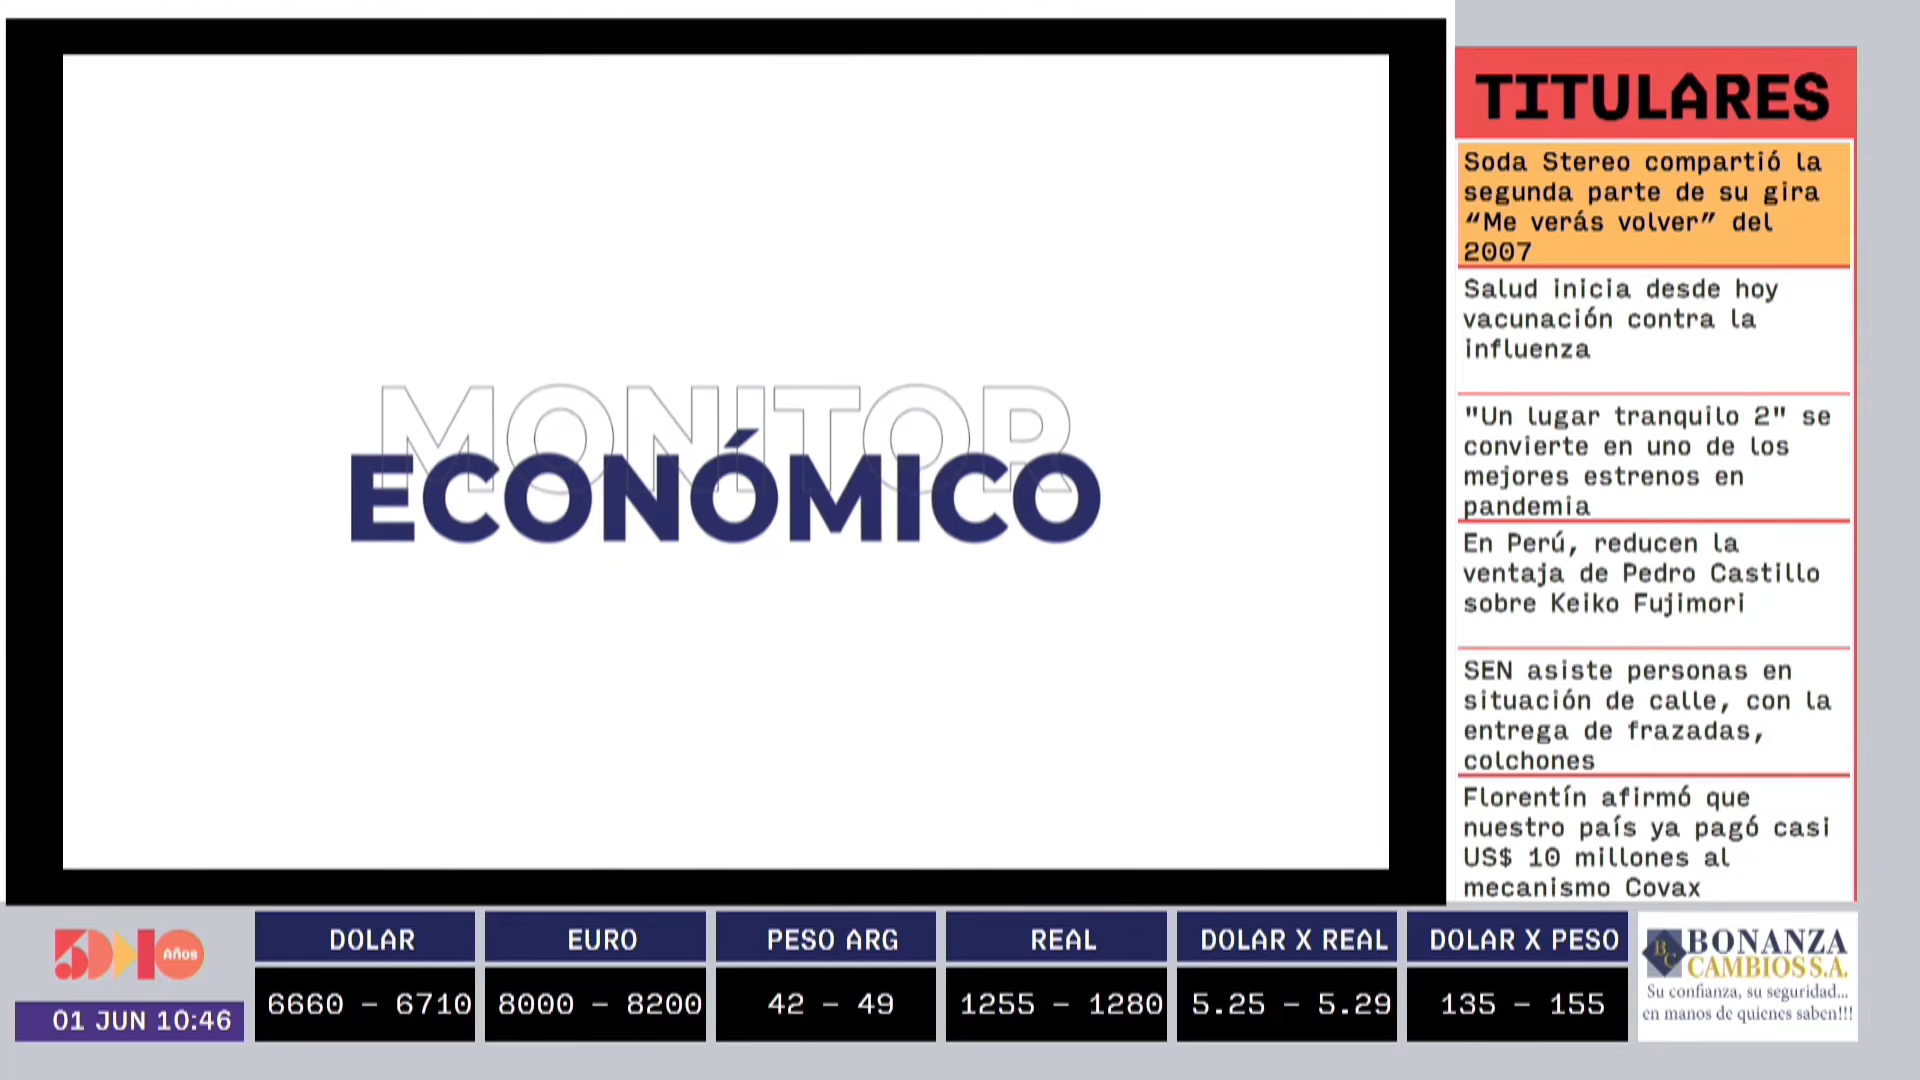 MONITOR
ECONÓMICO
TITULARES
Soda Stereo compartió la
segunda parte de su gira
“Me verás volver” del
2007
Salud inicia desde hoy
vacunación contra la
influenza
"Un lugar tranquilo 2" se
convierte en uno de los
mejores estrenos en
pandemia
En Perú, reducen la
ventaja de Pedro Castillo
sobre Keiko Fujimori
SEN asiste personas en
situación de calle, con la
entrega de frazadas,
colchones
Florentín afirmó que
nuestro país ya pagó casi
US$ 10 millones al
mecanismo Covax
Años
01 JUN 10:46
DOLAR
6660 – 6710
EURO
8000 – 8200
PESO ARG
42 – 49
REAL
1255 – 1280
DOLAR X REAL
5.25 – 5.29
DOLAR X PESO
135 – 155
BC
BONANZA
CAMBIOS S.A.
Su confianza, su seguridad...
en manos de quienes saben!!!